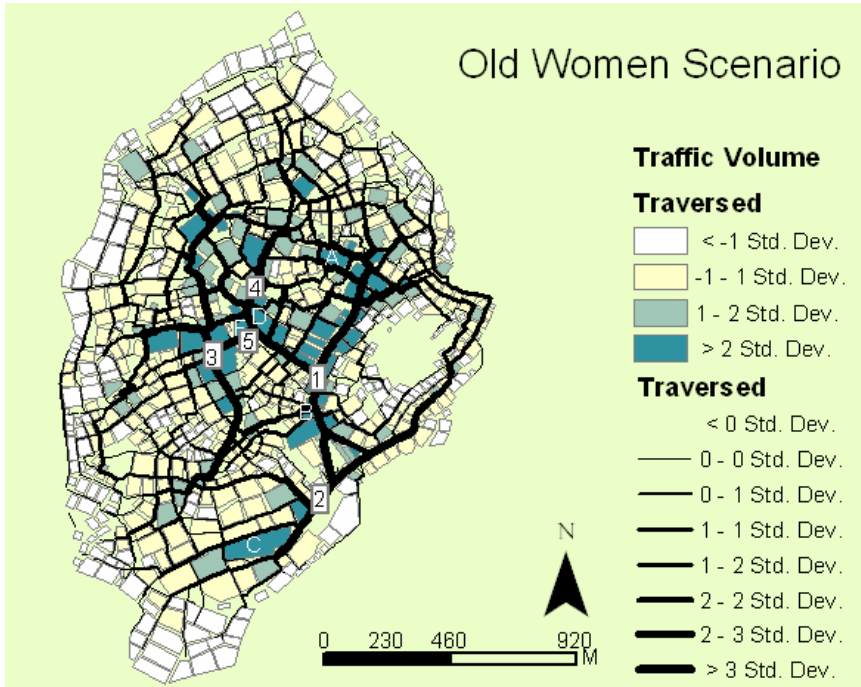 Old Women Scenario
Traffic Volume
Traversed
< -1 Std. Dev.
-1 - 1 Std. Dev.
1 - 2 Std. Dev.
> 2 Std. Dev.
Traversed
< 0 Std. Dev.
0 - 0 Std. Dev.
0 - 1 Std. Dev.
1 - 1 Std. Dev.
1 - 2 Std. Dev.
2 - 2 Std. Dev.
2 - 3 Std. Dev.
> 3 Std. Dev.
A
4
D
E
5
3
1
B
2
C
N
0 230 460 920
M